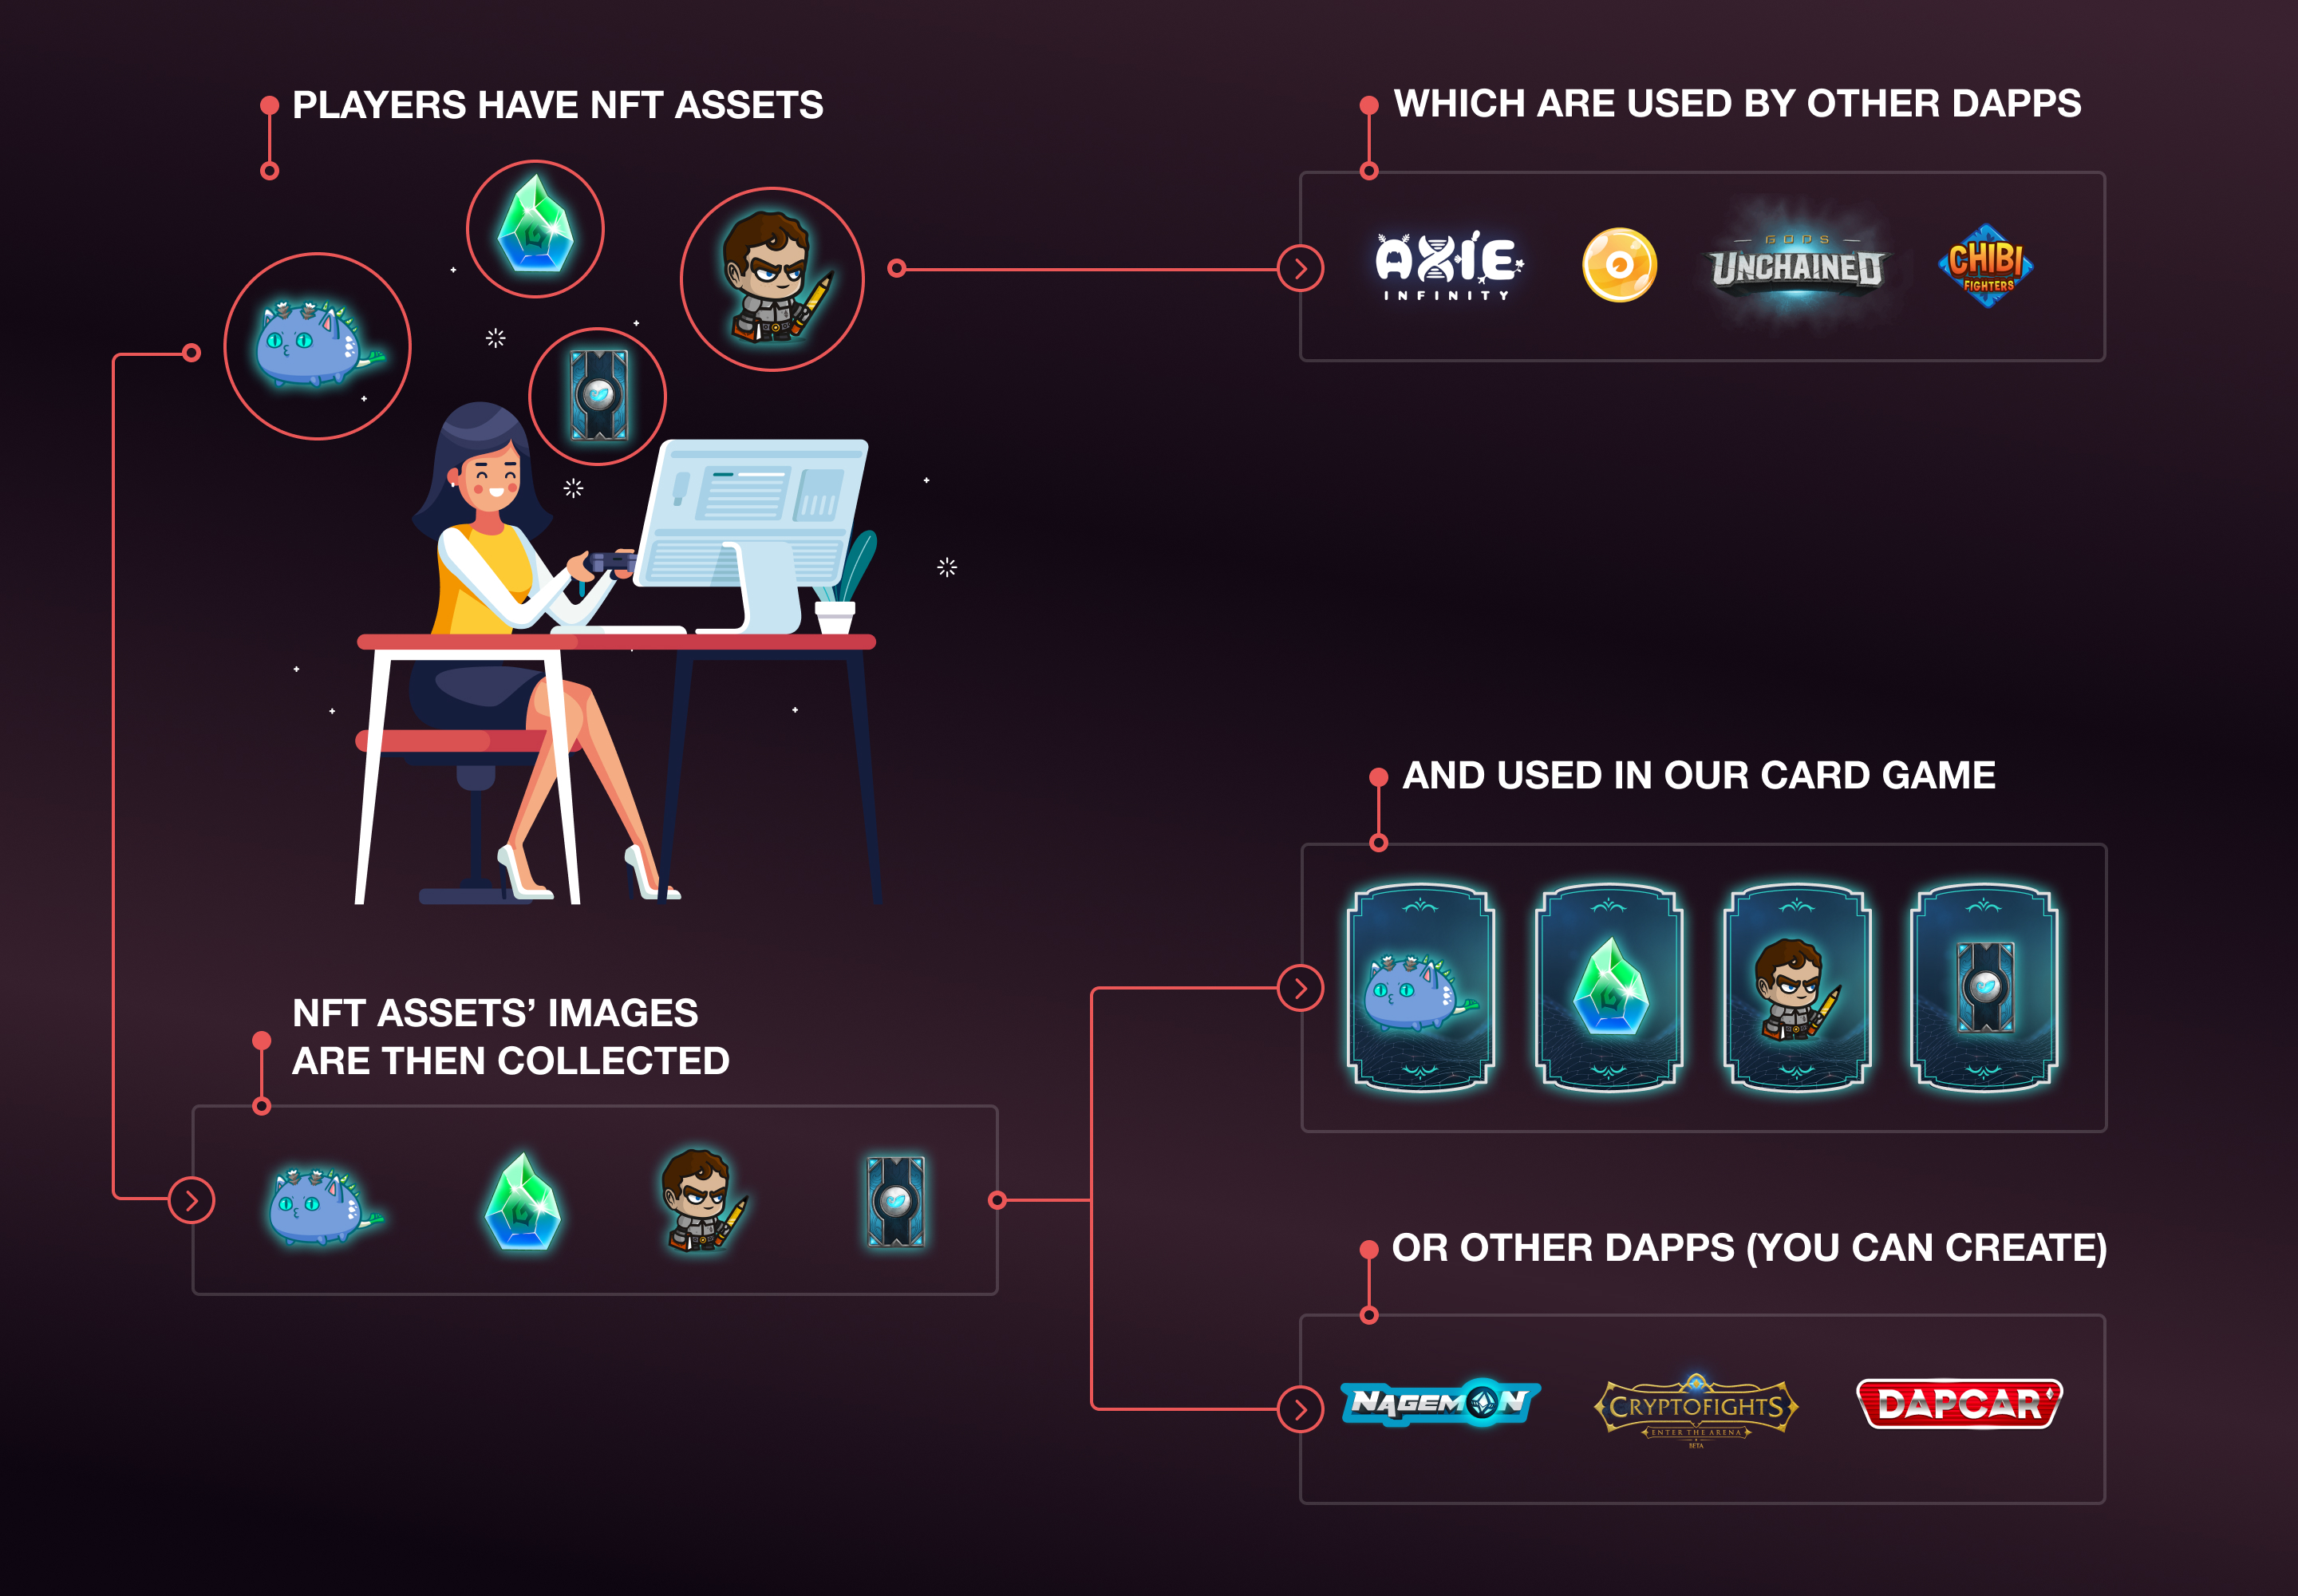 PLAYERS HAVE NFT ASSETS
WHICH ARE USED BY OTHER DAPPS
AXIE
INFINITY
GODS
UNCHAINED
CHIBI
FIGHTERS
AND USED IN OUR CARD GAME
NFT ASSETS’ IMAGES
ARE THEN COLLECTED
OR OTHER DAPPS (YOU CAN CREATE)
NAGEMON
CRYPTOFIGHTS
ENTER THE ARENA
BETA
DAPCAR